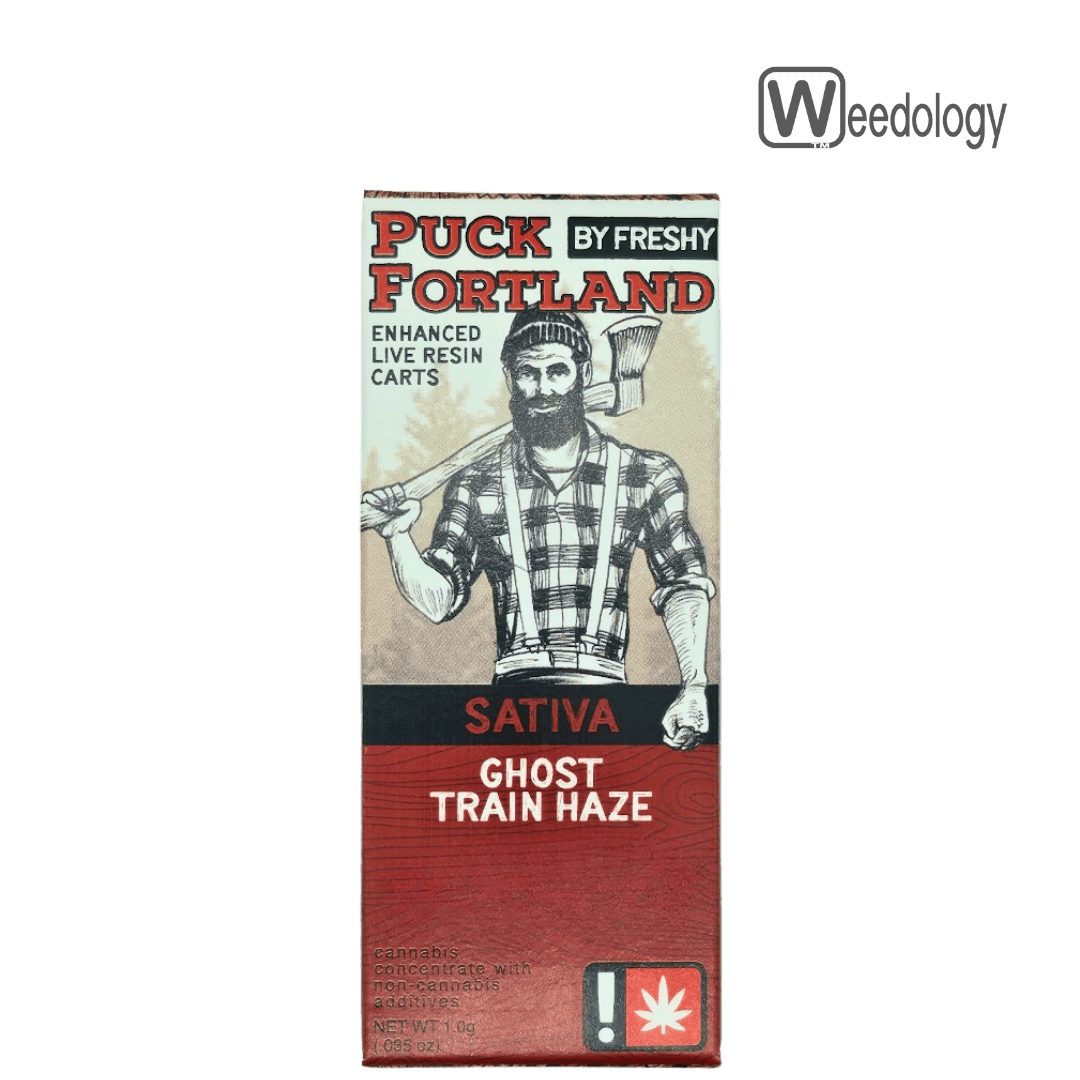 Weedology
TM
PUCK
BY FRESHY
FORTLAND
ENHANCED
LIVE RESIN
CARTS
SATIVA
GHOST
TRAIN HAZE
cannabis
concentrate with
non-cannabis
additives
NET WT 1.0g
(.035 oz)
!